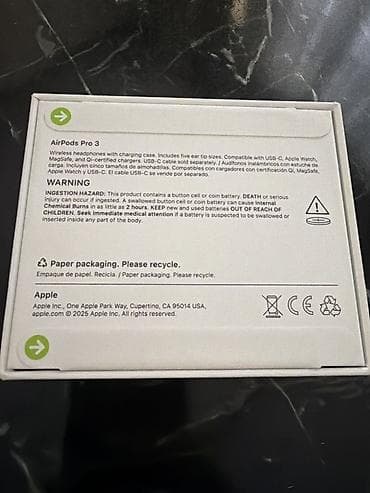 AirPods Pro 3
Wireless headphones with charging case. Includes five ear tip sizes. Compatible with USB-C, Apple Watch,
MagSafe, and Qi-certified chargers. USB-C cable sold separately. / Audífonos inalámbricos con estuche de
carga. Incluyen cinco tamaños de almohadillas. Compatibles con cargadores con certificación Qi, MagSafe,
Apple Watch y USB-C. El cable USB-C se vende por separado.
WARNING
INGESTION HAZARD: This product contains a button cell or coin battery. DEATH or serious
injury can occur if ingested. A swallowed button cell or coin battery can cause Internal
Chemical Burns in as little as 2 hours. KEEP new and used batteries OUT OF REACH OF
CHILDREN. Seek immediate medical attention if a battery is suspected to be swallowed or
inserted inside any part of the body.
Paper packaging. Please recycle.
Empaque de papel. Recicla. / Paper packaging. Please recycle.
Apple
Apple Inc., One Apple Park Way, Cupertino, CA 95014 USA,
apple.com © 2025 Apple Inc. All rights reserved.
CE